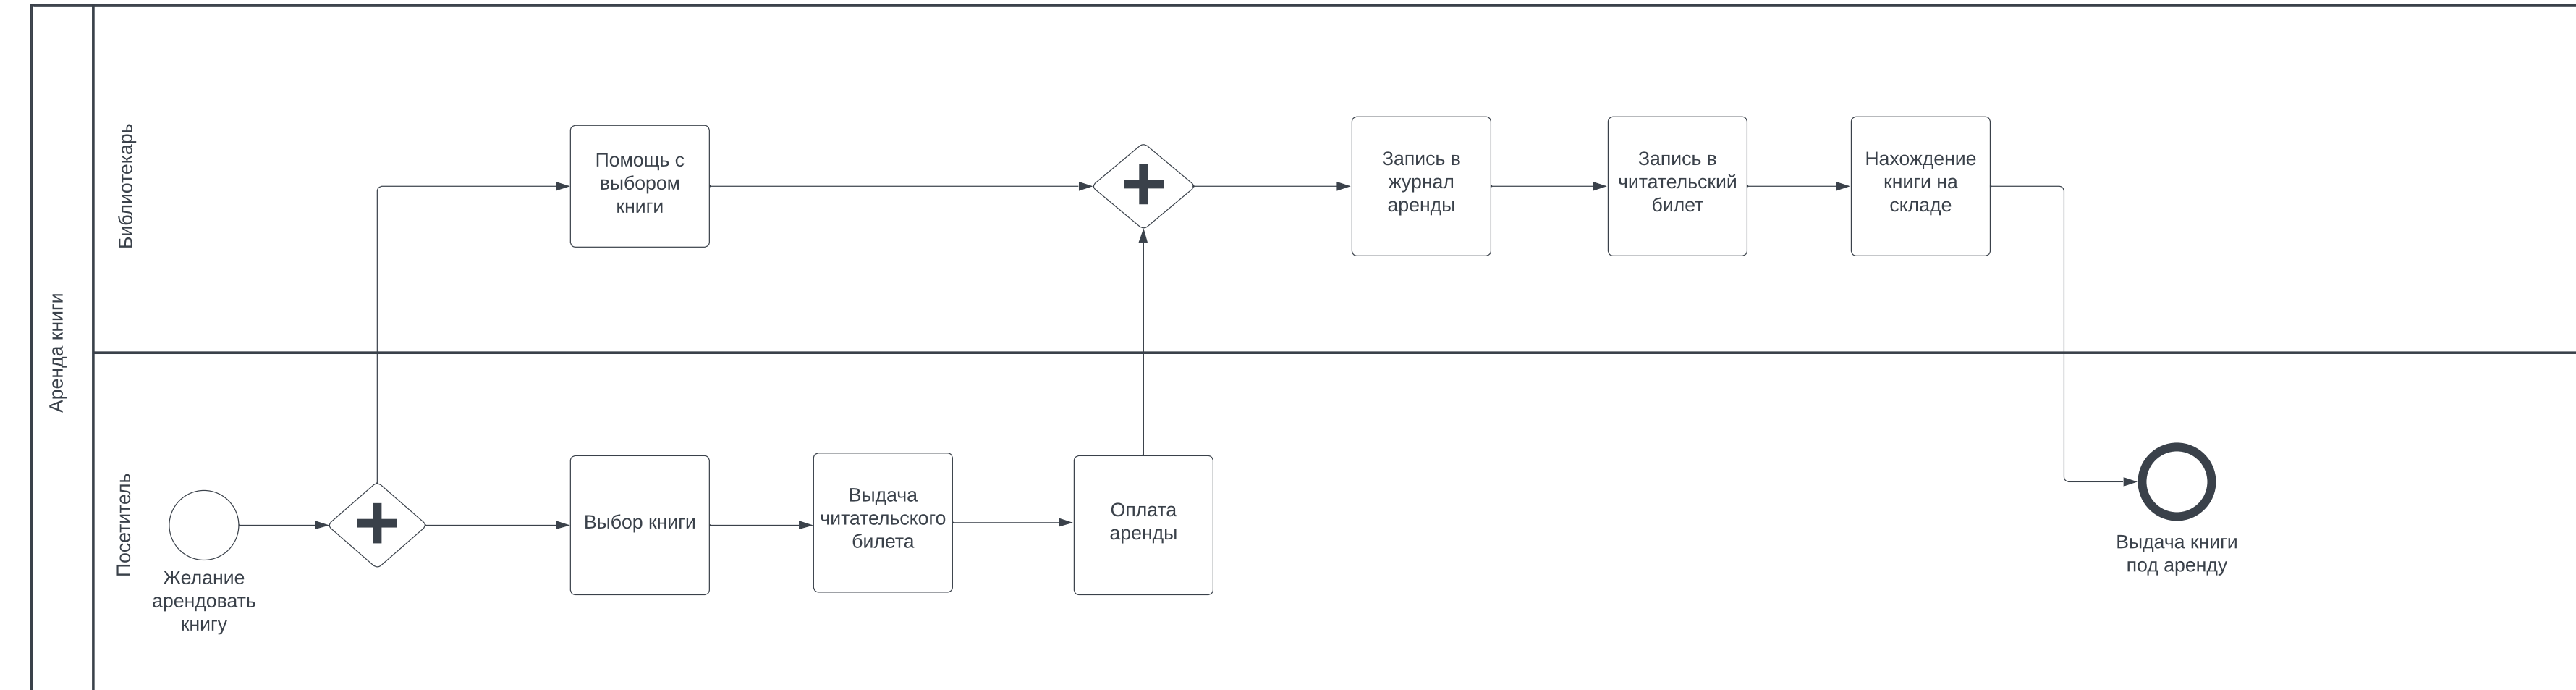 Аренда книги
Библиотекарь
Помощь с
выбором
книги
Запись в
журнал
аренды
Запись в
читательский
билет
Нахождение
книги на
складе
Посетитель
Желание
арендовать
книгу
Выбор книги
Выдача
читательского
билета
Оплата
аренды
Выдача книги
под аренду